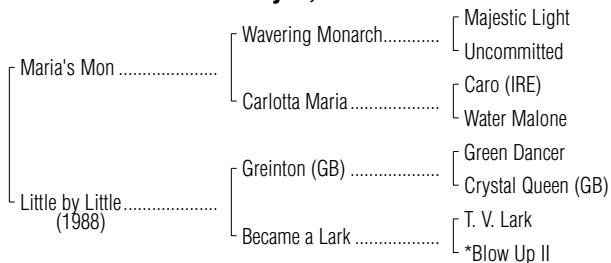 Majestic Light
Wavering Monarch............
Uncommitted
Maria's Mon .....................
Caro (IRE)
Carlotta Maria ...................
Water Malone
Green Dancer
Greinton (GB) ...................
Crystal Queen (GB)
Little by Little....................
(1988)
T. V. Lark
Became a Lark ..................
*Blow Up II